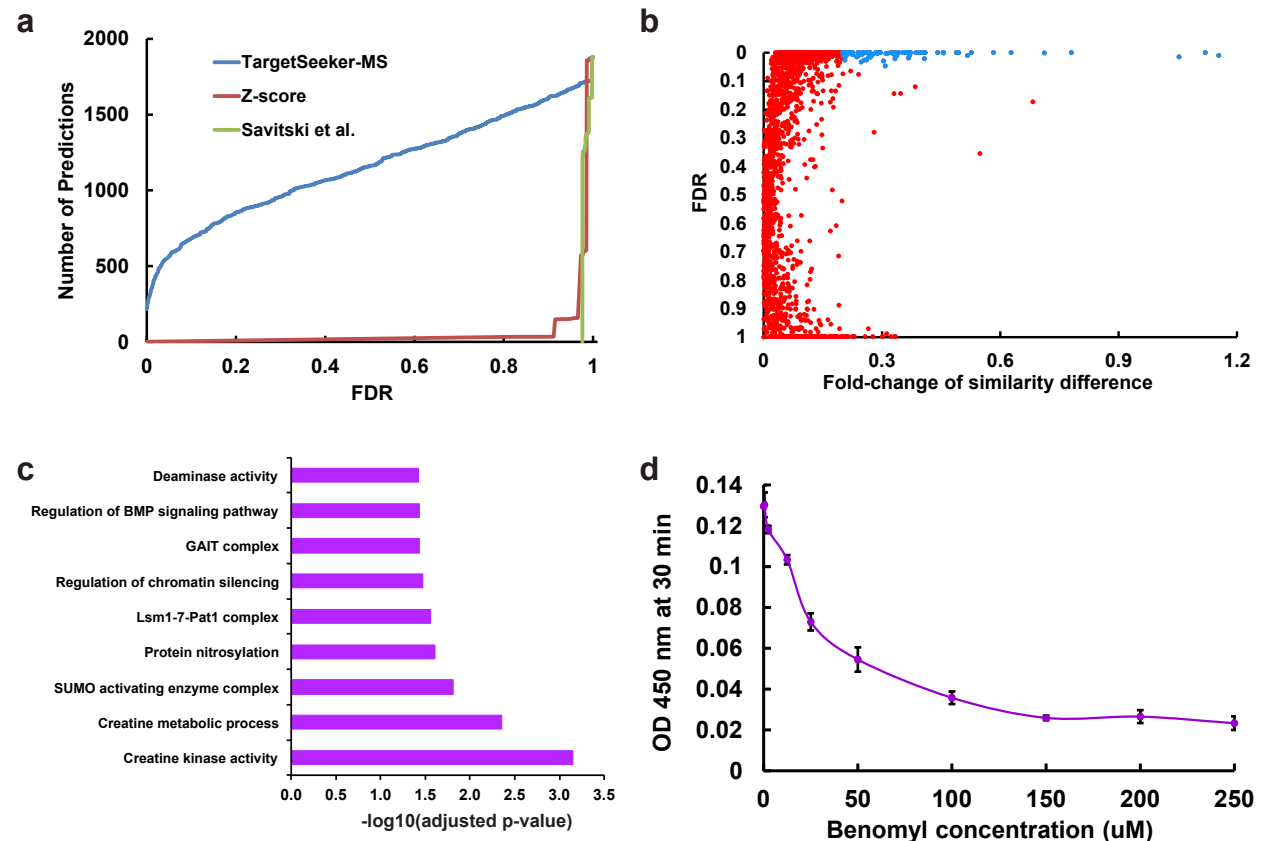 a
2000
1500
1000
500
0
Number of Predictions
TargetSeeker-MS
Z-score
Savitski et al.
0 0.2 0.4 0.6 0.8 1
FDR
b
0
0.1
0.2
0.3
0.4
0.5
0.6
0.7
0.8
0.9
1
FDR
0 0.3 0.6 0.9 1.2
Fold-change of similarity difference
c
Deaminase activity
Regulation of BMP signaling pathway
GAIT complex
Regulation of chromatin silencing
Lsm1-7-Pat1 complex
Protein nitrosylation
SUMO activating enzyme complex
Creatine metabolic process
Creatine kinase activity
0.0 0.5 1.0 1.5 2.0 2.5 3.0 3.5
-log10(adjusted p-value)
d
0.14
0.12
0.1
0.08
0.06
0.04
0.02
0
OD 450 nm at 30 min
0 50 100 150 200 250
Benomyl concentration (uM)